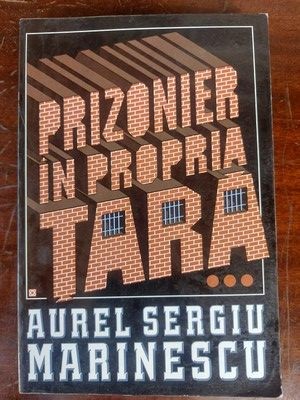 PRIZONIER
ÎN PROPRIA
ȚARĂ
AUREL SERGIU
MARINESCU